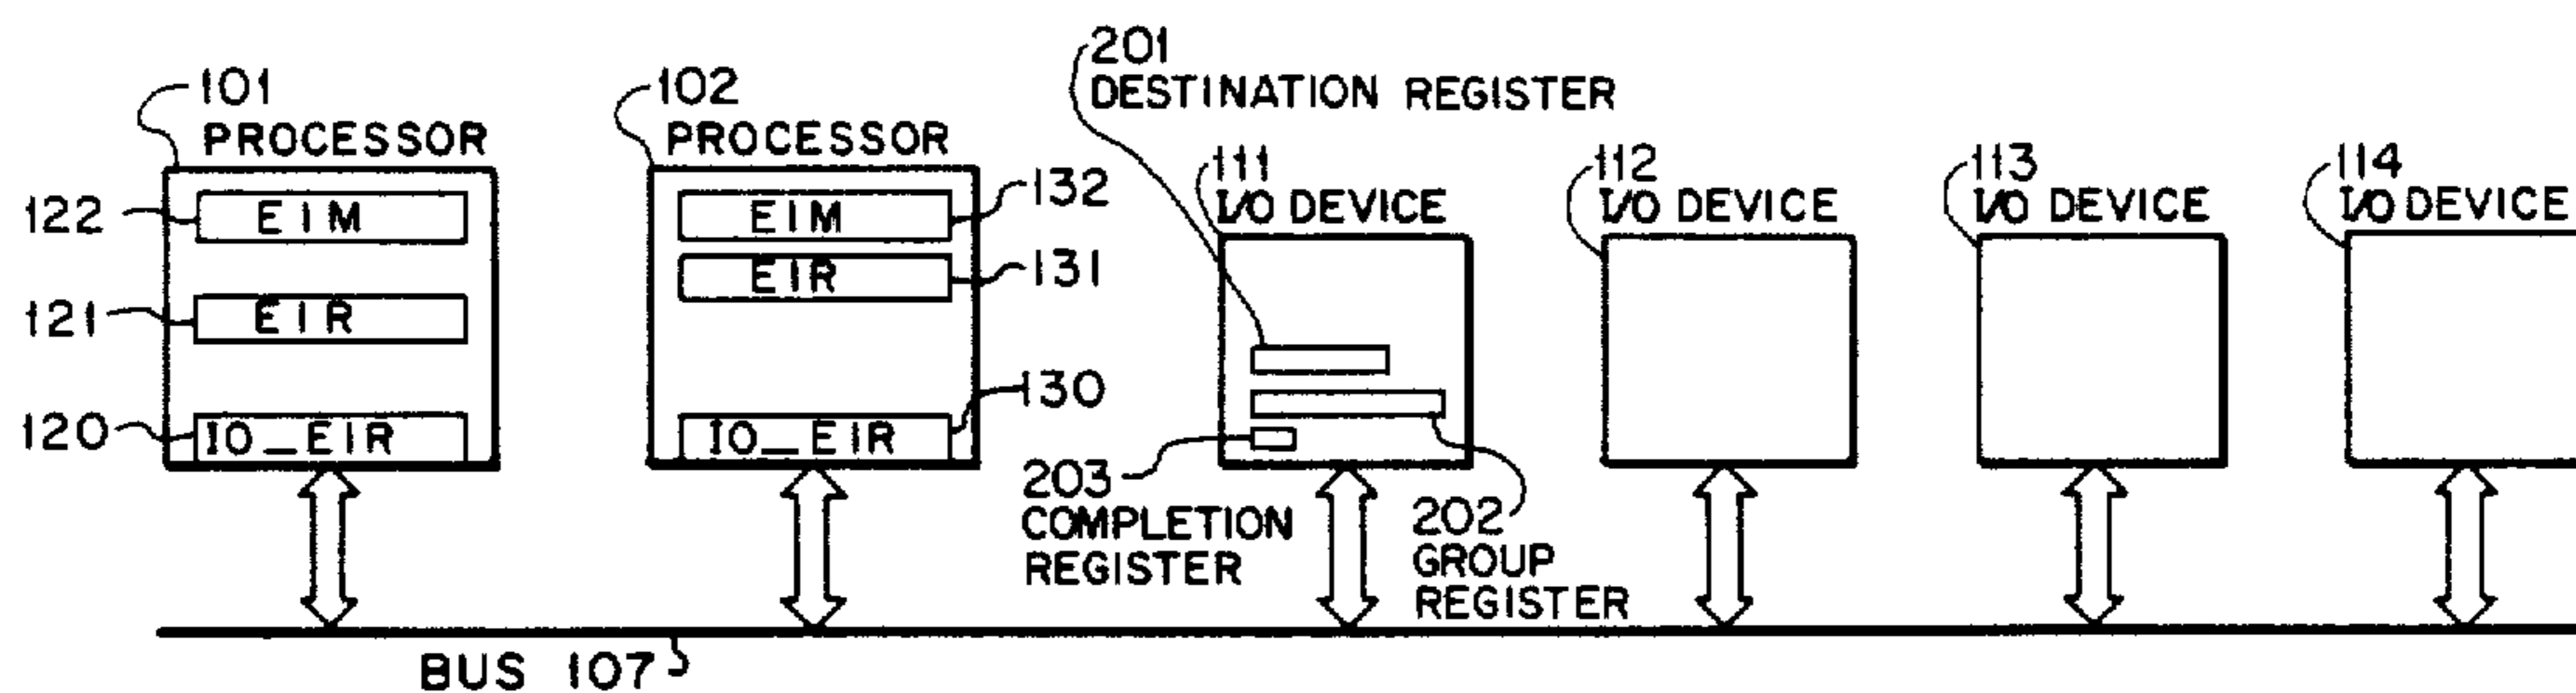 101
PROCESSOR
122
EIM
121
EIR
120
IO_EIR
102
PROCESSOR
EIM
132
EIR
131
IO_EIR
130
201
DESTINATION REGISTER
111
I/O DEVICE
203
COMPLETION
REGISTER
202
GROUP
REGISTER
112
I/O DEVICE
113
I/O DEVICE
114
I/O DEVICE
BUS 107